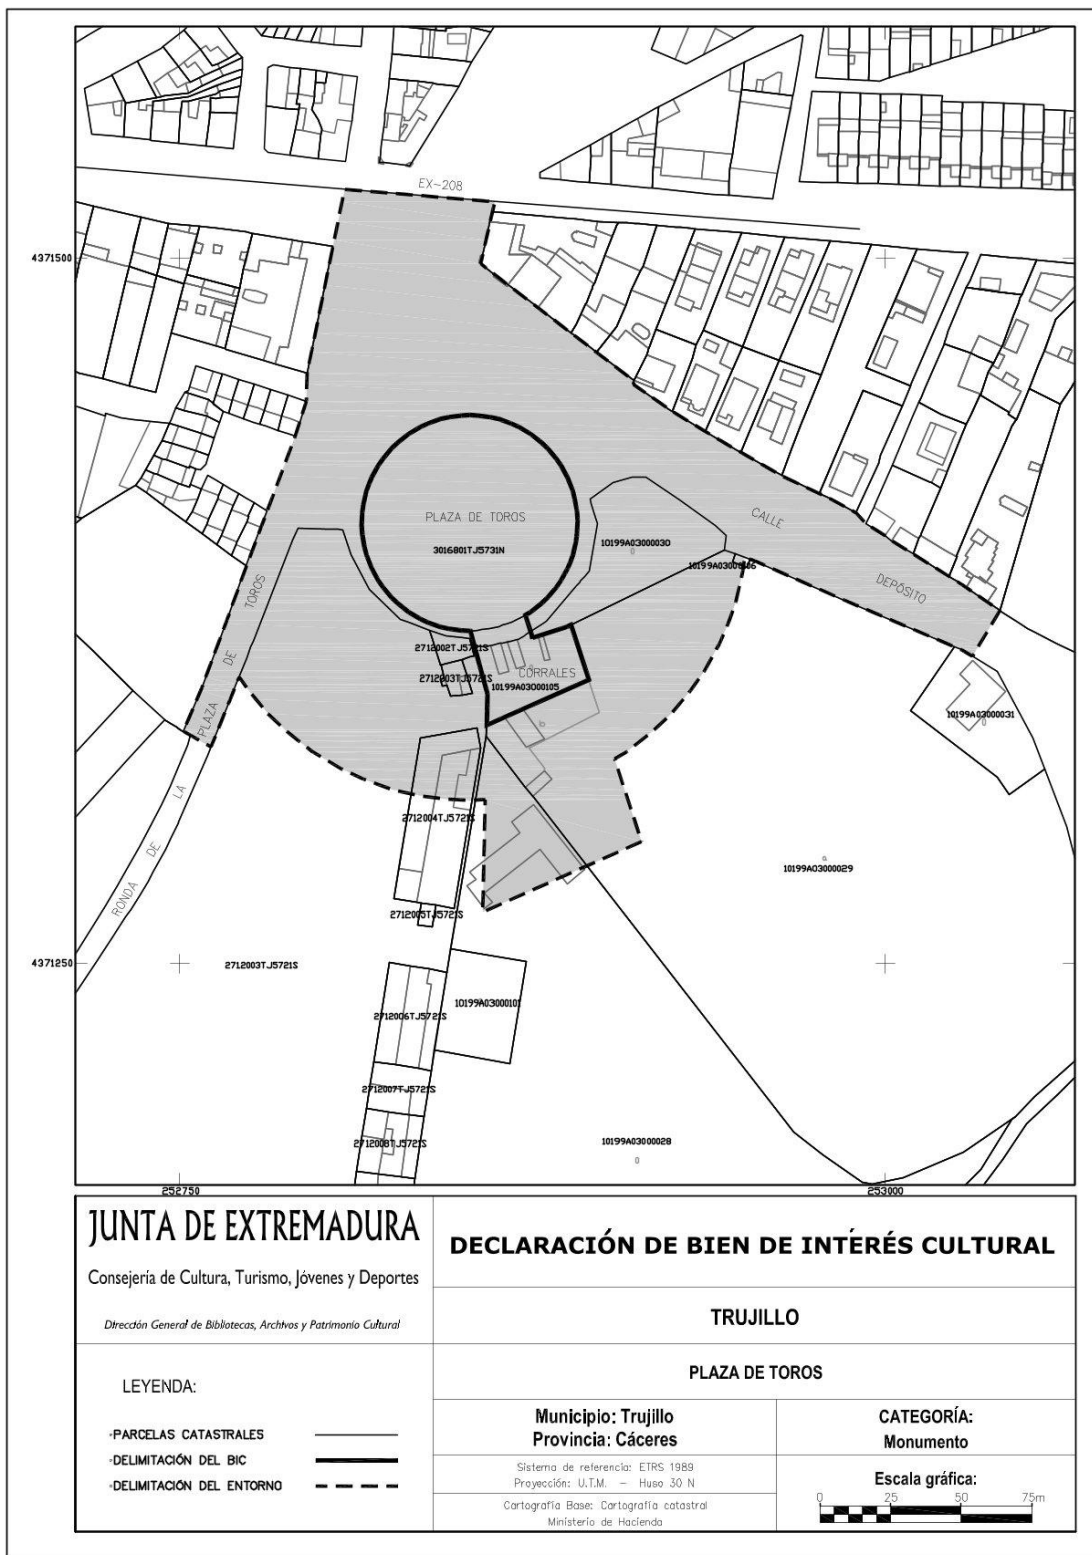 EX-208
4371500
PLAZA DE TOROS
3016801TJ5731N
10199A03000030
CALLE
DEPÓSITO
TOROS
DE
PLAZA
LA
DE
RONDA
2712002TJ5721S
2712003TJ5721S
CORRALES
10199A03000105
10199A03000031
2712004TJ5721S
10199A03000029
2712005TJ5721S
4371250
2712003TJ5721S
2712006TJ5721S
2712007TJ5721S
2712008TJ5721S
10199A03000028
252750
253000
JUNTA DE EXTREMADURA
Consejería de Cultura, Turismo, Jóvenes y Deportes
Dirección General de Bibliotecas, Archivos y Patrimonio Cultural
DECLARACIÓN DE BIEN DE INTERÉS CULTURAL
TRUJILLO
PLAZA DE TOROS
LEYENDA:
PARCELAS CATASTRALES
DELIMITACIÓN DEL BIC
DELIMITACIÓN DEL ENTORNO
Municipio: Trujillo
Provincia: Cáceres
Sistema de referencia: ETRS 1989
Proyección: U.T.M. – Huso 30 N
Cartografía Base: Cartografía catastral
Ministerio de Hacienda
CATEGORÍA:
Monumento
Escala gráfica:
0 25 50 75m